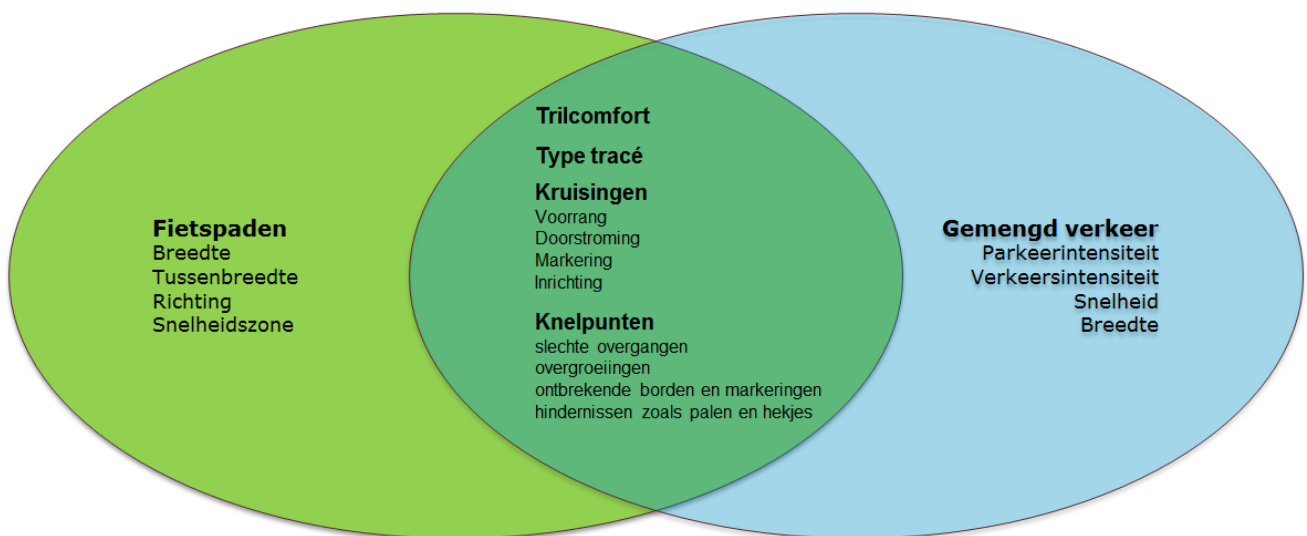 Fietspaden
Breedte
Tussenbreedte
Richting
Snelheidszone
Trilcomfort
Type tracé
Kruisingen
Voorrang
Doorstroming
Markering
Inrichting
Knelpunten
slechte overgangen
overgroeiingen
ontbrekende borden en markeringen
hindernissen zoals palen en hekjes
Gemengd verkeer
Parkeerintensiteit
Verkeersintensiteit
Snelheid
Breedte